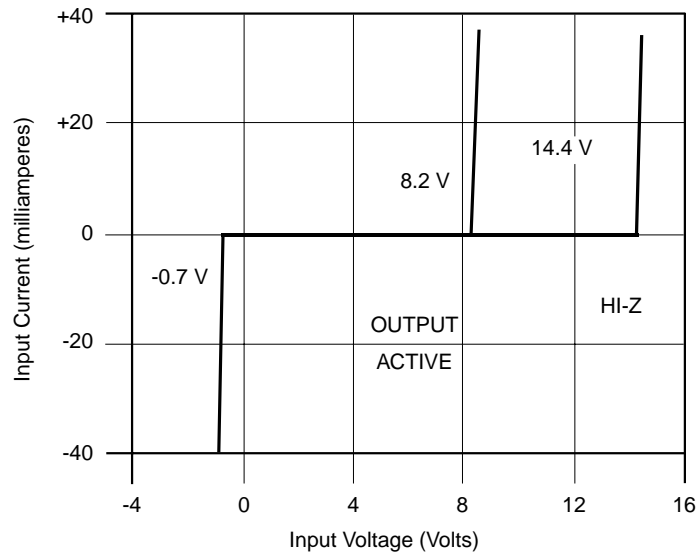 +40
+20
0
-20
-40
Input Current (milliamperes)
14.4 V
8.2 V
-0.7 V
HI-Z
OUTPUT
ACTIVE
-4
0
4
8
12
16
Input Voltage (Volts)